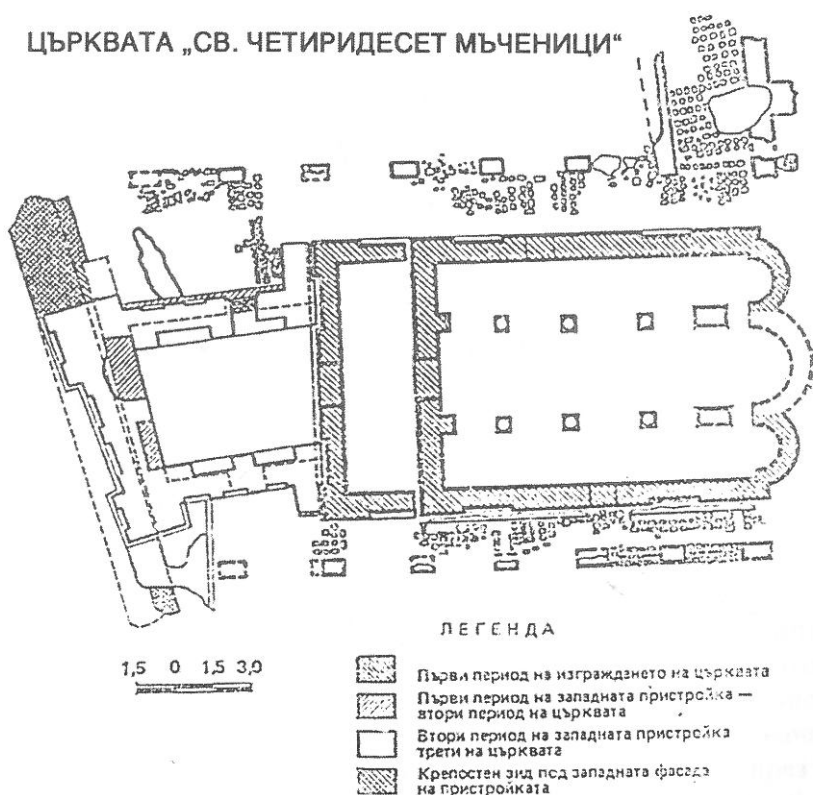 ЦЪРКВАТА „СВ. ЧЕТИРИДЕСЕТ МЪЧЕНИЦИ“
ЛЕГЕНДА
1,5 0 1,5 3,0
Първи период на изграждането на църквата
Първи период на западната пристройка —
втори период на църквата
Втори период на западната пристройка
трети на църквата
Крепостен зид под западната фасада
на пристройката